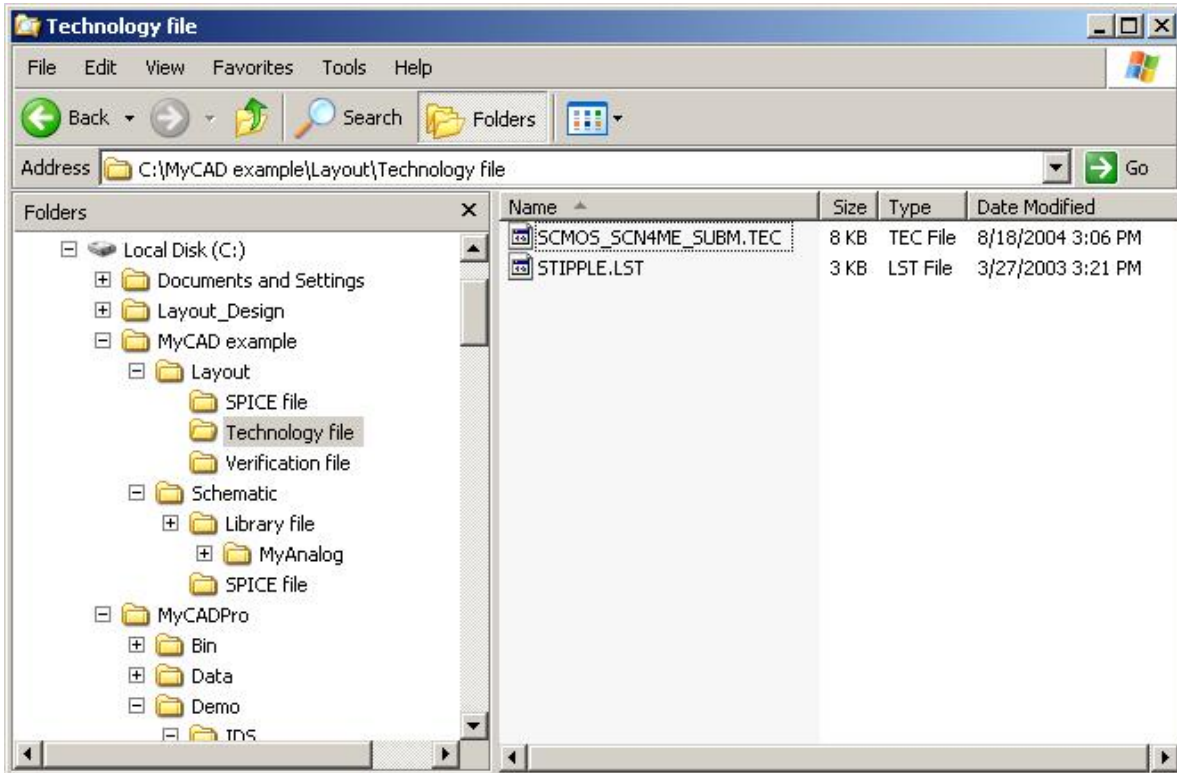 Technology file
File Edit View Favorites Tools Help
Back Search Folders
Address C:\MyCAD example\Layout\Technology file Go
Folders
Local Disk (C:)
Documents and Settings
Layout_Design
MyCAD example
Layout
SPICE file
Technology file
Verification file
Schematic
Library file
MyAnalog
SPICE file
MyCADPro
Bin
Data
Demo
IDS
Name Size Type Date Modified
SCMOS_SCN4ME_SUBM.TEC 8 KB TEC File 8/18/2004 3:06 PM
STIPPLE.LST 3 KB LST File 3/27/2003 3:21 PM